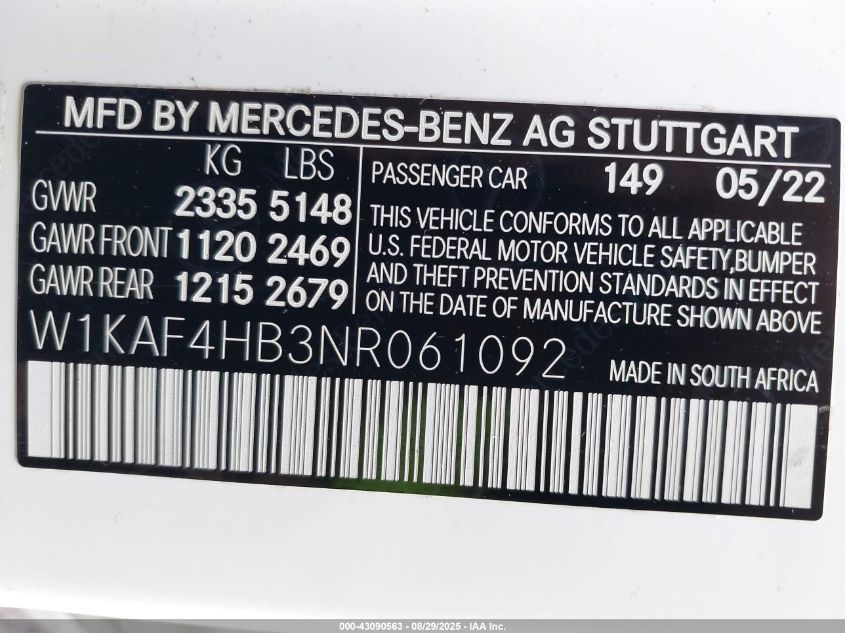 MFD BY MERCEDES-BENZ AG STUTTGART
KG LBS
GVWR 2335 5148
GAWR FRONT 1120 2469
GAWR REAR 1215 2679
PASSENGER CAR 149 05/22
THIS VEHICLE CONFORMS TO ALL APPLICABLE
U.S. FEDERAL MOTOR VEHICLE SAFETY,BUMPER
AND THEFT PREVENTION STANDARDS IN EFFECT
ON THE DATE OF MANUFACTURE SHOWN ABOVE
W1KAF4HB3NR061092
MADE IN SOUTH AFRICA
000-43090563 - 08/29/2025 - IAA Inc.